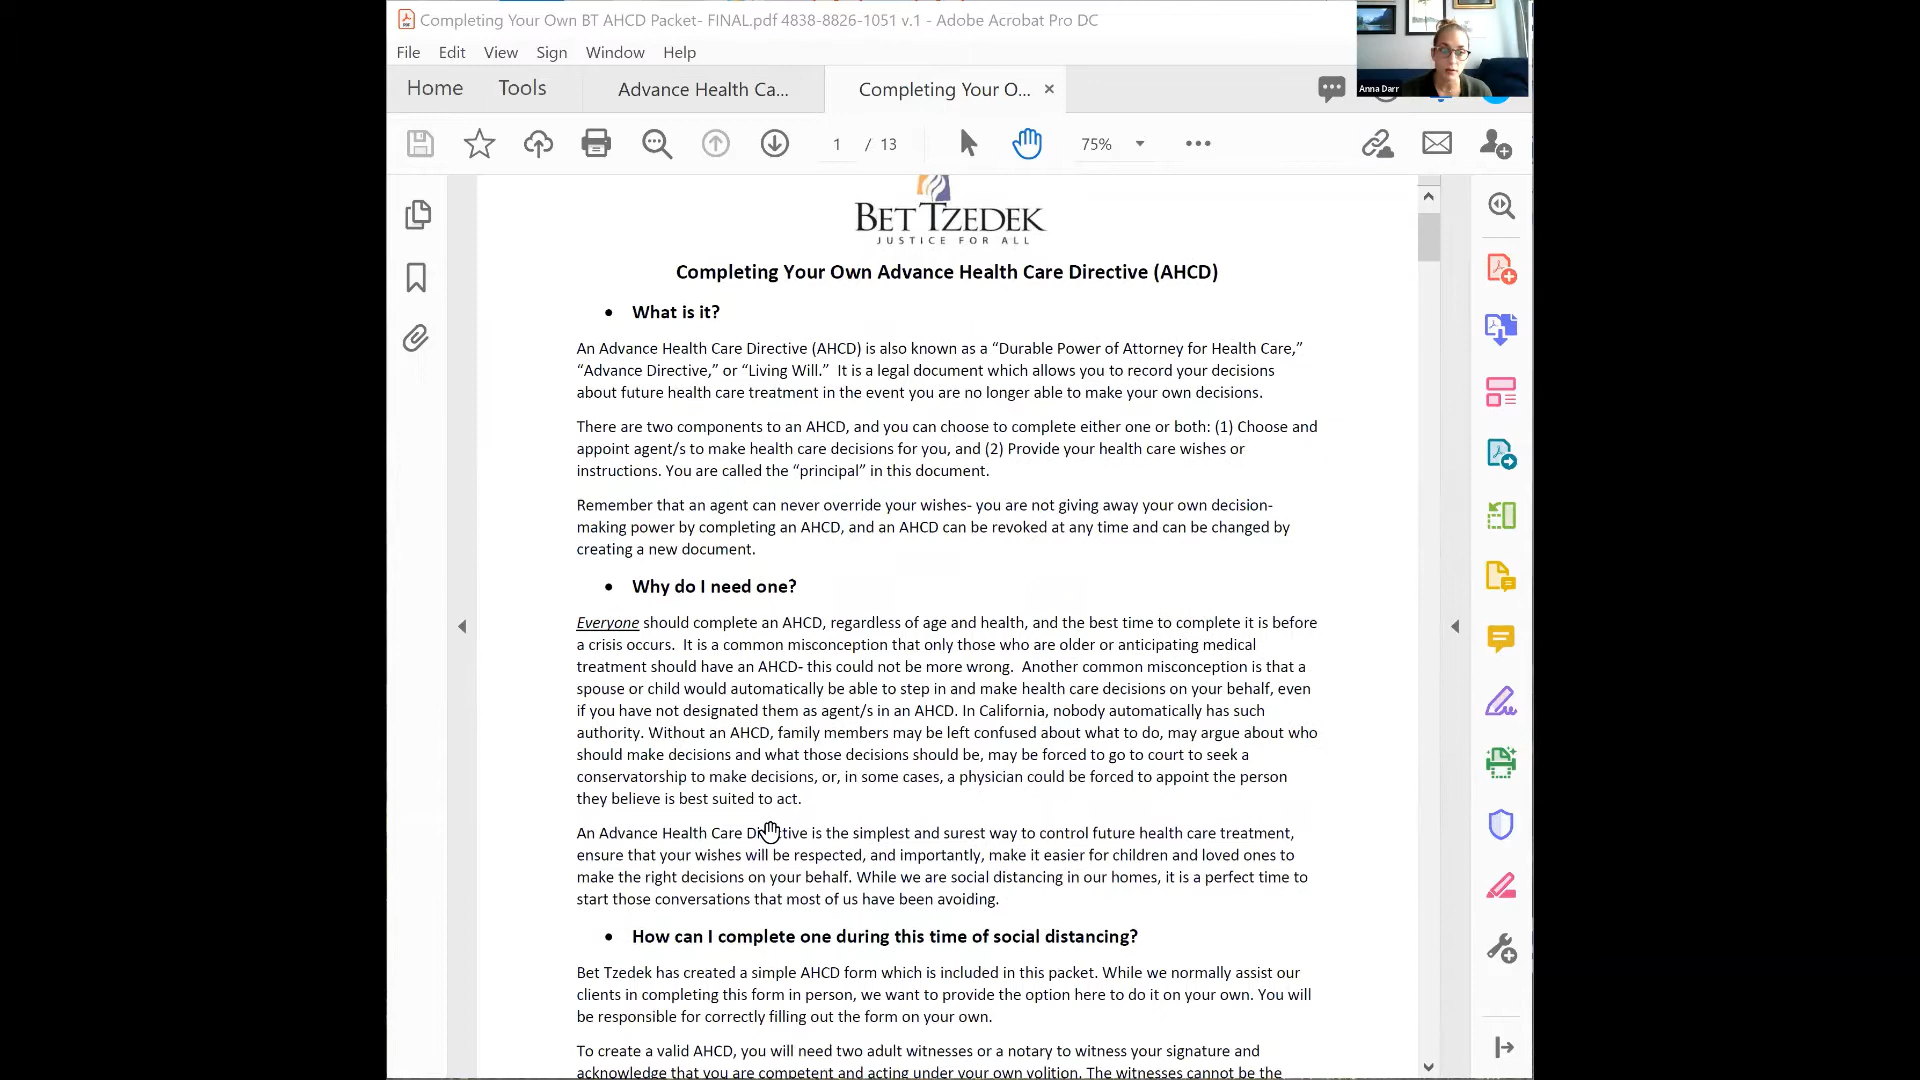 Completing Your Own BT AHCD Packet- FINAL.pdf 4838-8826-1051 v.1 - Adobe Acrobat Pro DC
File Edit View Sign Window Help
Home Tools Advance Health Ca... Completing Your O... ×
Anna Darr
1 / 13 75%
BET TZEDEK
JUSTICE FOR ALL
Completing Your Own Advance Health Care Directive (AHCD)
• What is it?
An Advance Health Care Directive (AHCD) is also known as a “Durable Power of Attorney for Health Care,”
“Advance Directive,” or “Living Will.” It is a legal document which allows you to record your decisions
about future health care treatment in the event you are no longer able to make your own decisions.
There are two components to an AHCD, and you can choose to complete either one or both: (1) Choose and
appoint agent/s to make health care decisions for you, and (2) Provide your health care wishes or
instructions. You are called the “principal” in this document.
Remember that an agent can never override your wishes- you are not giving away your own decision-
making power by completing an AHCD, and an AHCD can be revoked at any time and can be changed by
creating a new document.
• Why do I need one?
Everyone should complete an AHCD, regardless of age and health, and the best time to complete it is before
a crisis occurs. It is a common misconception that only those who are older or anticipating medical
treatment should have an AHCD- this could not be more wrong. Another common misconception is that a
spouse or child would automatically be able to step in and make health care decisions on your behalf, even
if you have not designated them as agent/s in an AHCD. In California, nobody automatically has such
authority. Without an AHCD, family members may be left confused about what to do, may argue about who
should make decisions and what those decisions should be, may be forced to go to court to seek a
conservatorship to make decisions, or, in some cases, a physician could be forced to appoint the person
they believe is best suited to act.
An Advance Health Care Directive is the simplest and surest way to control future health care treatment,
ensure that your wishes will be respected, and importantly, make it easier for children and loved ones to
make the right decisions on your behalf. While we are social distancing in our homes, it is a perfect time to
start those conversations that most of us have been avoiding.
• How can I complete one during this time of social distancing?
Bet Tzedek has created a simple AHCD form which is included in this packet. While we normally assist our
clients in completing this form in person, we want to provide the option here to do it on your own. You will
be responsible for correctly filling out the form on your own.
To create a valid AHCD, you will need two adult witnesses or a notary to witness your signature and
acknowledge that you are competent and acting under your own volition. The witnesses cannot be the